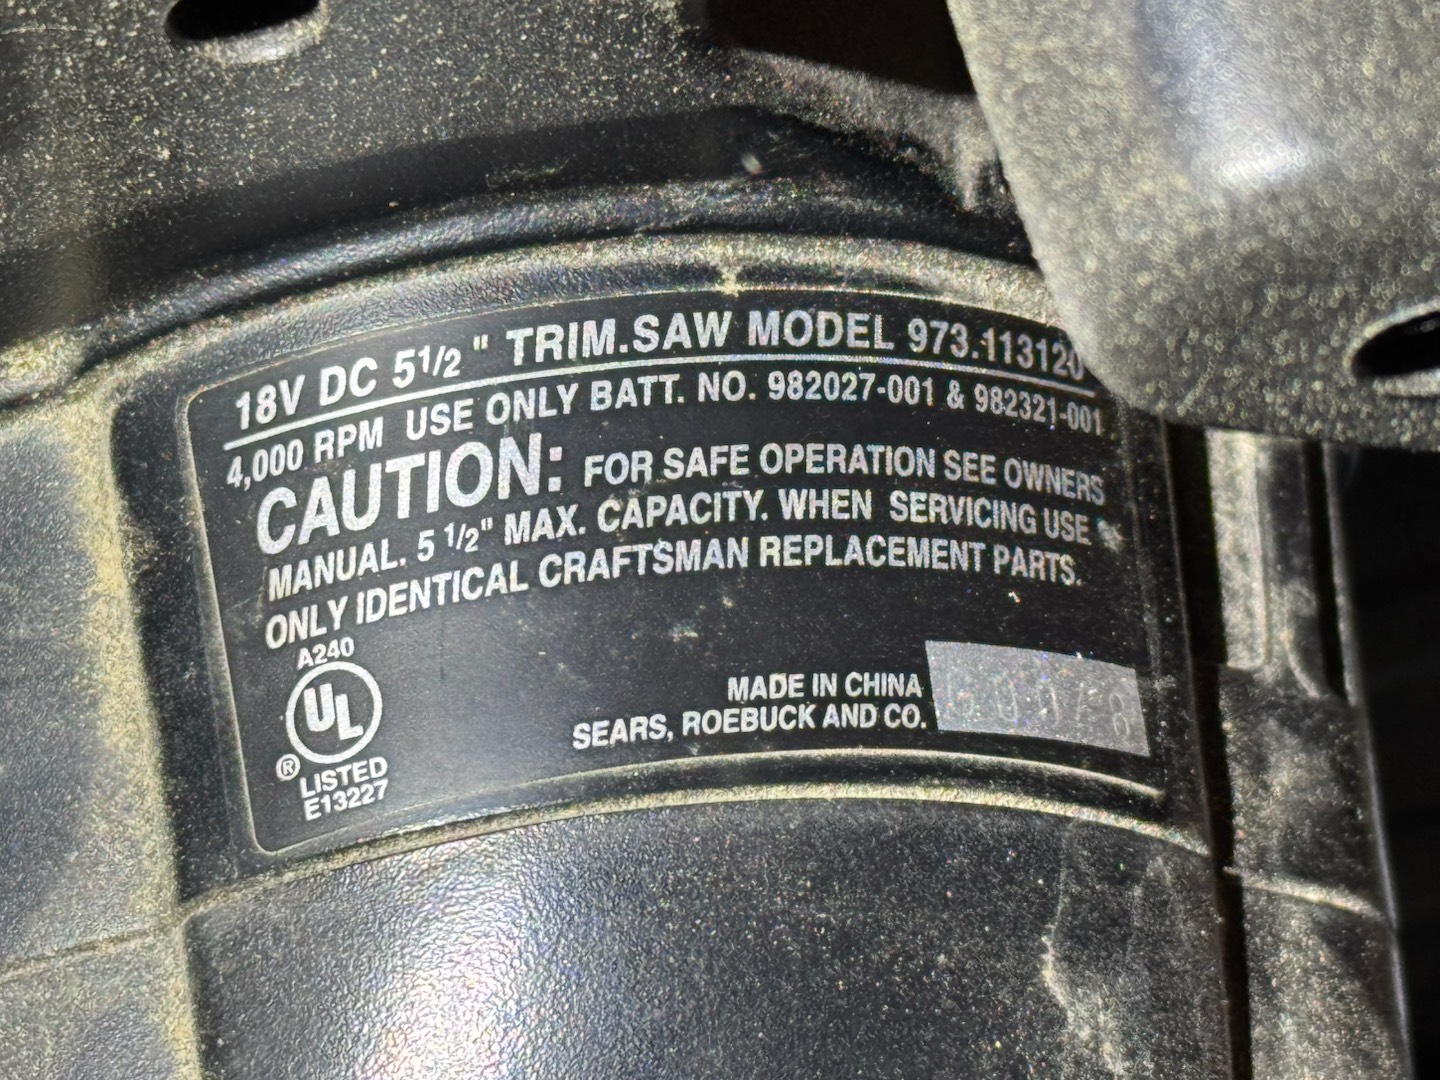 18V DC 5 1/2 " TRIM.SAW MODEL 973.113120
4,000 RPM USE ONLY BATT. NO. 982027-001 & 982321-001
CAUTION: FOR SAFE OPERATION SEE OWNERS
MANUAL. 5 1/2" MAX. CAPACITY. WHEN SERVICING USE
ONLY IDENTICAL CRAFTSMAN REPLACEMENT PARTS.
A240
UL
®
LISTED
E13227
MADE IN CHINA
SEARS, ROEBUCK AND CO.